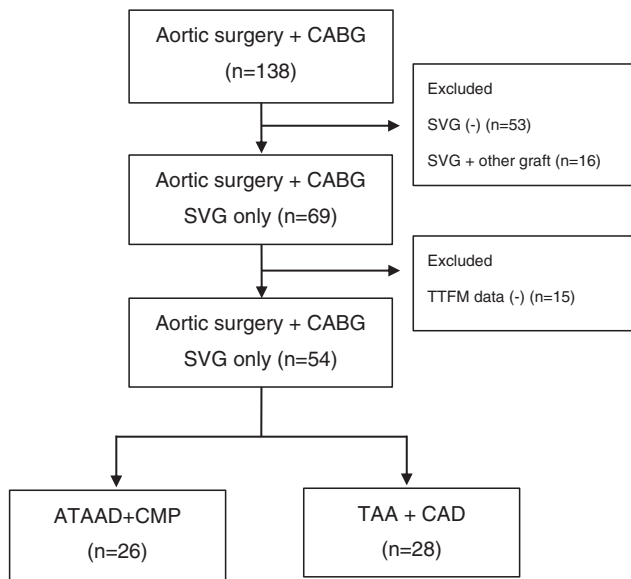 Aortic surgery + CABG
(n=138)
Excluded
SVG (-) (n=53)
SVG + other graft (n=16)
Aortic surgery + CABG
SVG only (n=69)
Excluded
TTFM data (-) (n=15)
Aortic surgery + CABG
SVG only (n=54)
ATAAD+CMP
(n=26)
TAA + CAD
(n=28)